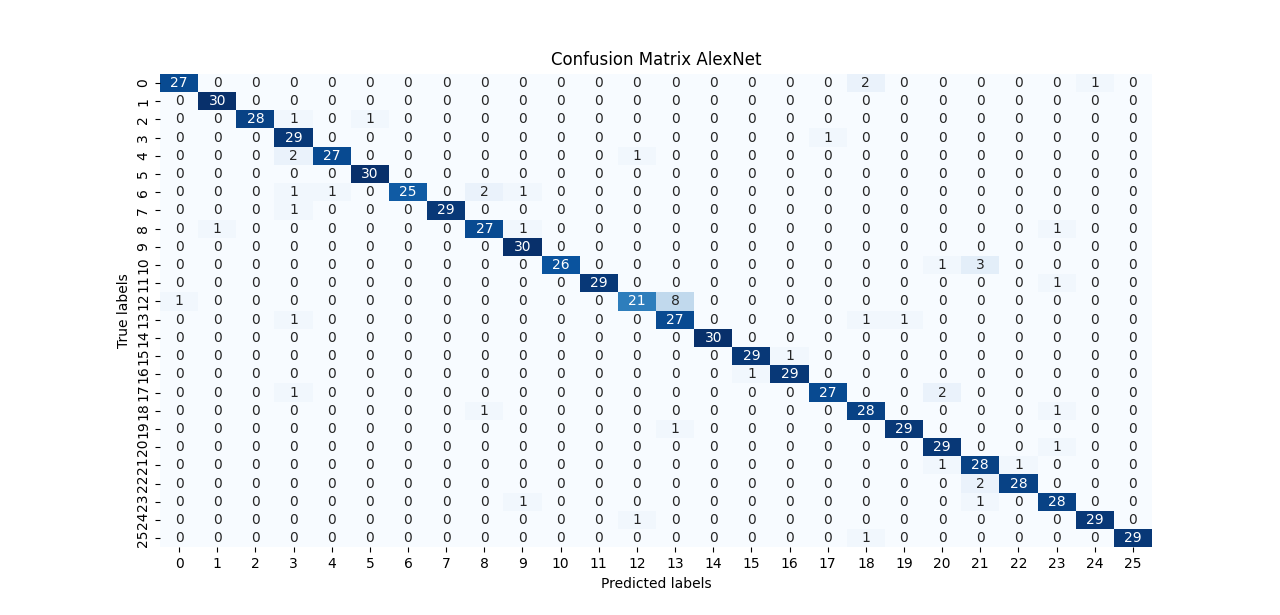 Confusion Matrix AlexNet
0 27 0 0 0 0 0 0 0 0 0 0 0 0 0 0 0 0 0 2 0 0 0 0 0 1 0
1 0 30 0 0 0 0 0 0 0 0 0 0 0 0 0 0 0 0 0 0 0 0 0 0 0 0
2 0 0 28 1 0 1 0 0 0 0 0 0 0 0 0 0 0 0 0 0 0 0 0 0 0 0
3 0 0 0 29 0 0 0 0 0 0 0 0 0 0 0 0 0 1 0 0 0 0 0 0 0 0
4 0 0 0 2 27 0 0 0 0 0 0 0 1 0 0 0 0 0 0 0 0 0 0 0 0 0
5 0 0 0 0 0 30 0 0 0 0 0 0 0 0 0 0 0 0 0 0 0 0 0 0 0 0
6 0 0 0 1 1 0 25 0 2 1 0 0 0 0 0 0 0 0 0 0 0 0 0 0 0 0
7 0 0 0 1 0 0 0 29 0 0 0 0 0 0 0 0 0 0 0 0 0 0 0 0 0 0
8 0 1 0 0 0 0 0 0 27 1 0 0 0 0 0 0 0 0 0 0 0 0 0 1 0 0
9 0 0 0 0 0 0 0 0 0 30 0 0 0 0 0 0 0 0 0 0 0 0 0 0 0 0
10 0 0 0 0 0 0 0 0 0 0 26 0 0 0 0 0 0 0 0 0 1 3 0 0 0 0
11 0 0 0 0 0 0 0 0 0 0 0 29 0 0 0 0 0 0 0 0 0 0 0 1 0 0
12 1 0 0 0 0 0 0 0 0 0 0 0 21 8 0 0 0 0 0 0 0 0 0 0 0 0
13 0 0 0 1 0 0 0 0 0 0 0 0 0 27 0 0 0 0 1 1 0 0 0 0 0 0
14 0 0 0 0 0 0 0 0 0 0 0 0 0 0 30 0 0 0 0 0 0 0 0 0 0 0
15 0 0 0 0 0 0 0 0 0 0 0 0 0 0 0 29 1 0 0 0 0 0 0 0 0 0
16 0 0 0 0 0 0 0 0 0 0 0 0 0 0 0 1 29 0 0 0 0 0 0 0 0 0
17 0 0 0 1 0 0 0 0 0 0 0 0 0 0 0 0 0 27 0 0 2 0 0 0 0 0
18 0 0 0 0 0 0 0 0 1 0 0 0 0 0 0 0 0 0 28 0 0 0 0 1 0 0
19 0 0 0 0 0 0 0 0 0 0 0 0 0 1 0 0 0 0 0 29 0 0 0 0 0 0
20 0 0 0 0 0 0 0 0 0 0 0 0 0 0 0 0 0 0 0 0 29 0 0 1 0 0
21 0 0 0 0 0 0 0 0 0 0 0 0 0 0 0 0 0 0 0 0 1 28 1 0 0 0
22 0 0 0 0 0 0 0 0 0 0 0 0 0 0 0 0 0 0 0 0 0 2 28 0 0 0
23 0 0 0 0 0 0 0 0 0 1 0 0 0 0 0 0 0 0 0 0 0 1 0 28 0 0
24 0 0 0 0 0 0 0 0 0 0 0 0 1 0 0 0 0 0 0 0 0 0 0 0 29 0
25 0 0 0 0 0 0 0 0 0 0 0 0 0 0 0 0 0 0 1 0 0 0 0 0 0 29
True labels
0 1 2 3 4 5 6 7 8 9 10 11 12 13 14 15 16 17 18 19 20 21 22 23 24 25
Predicted labels